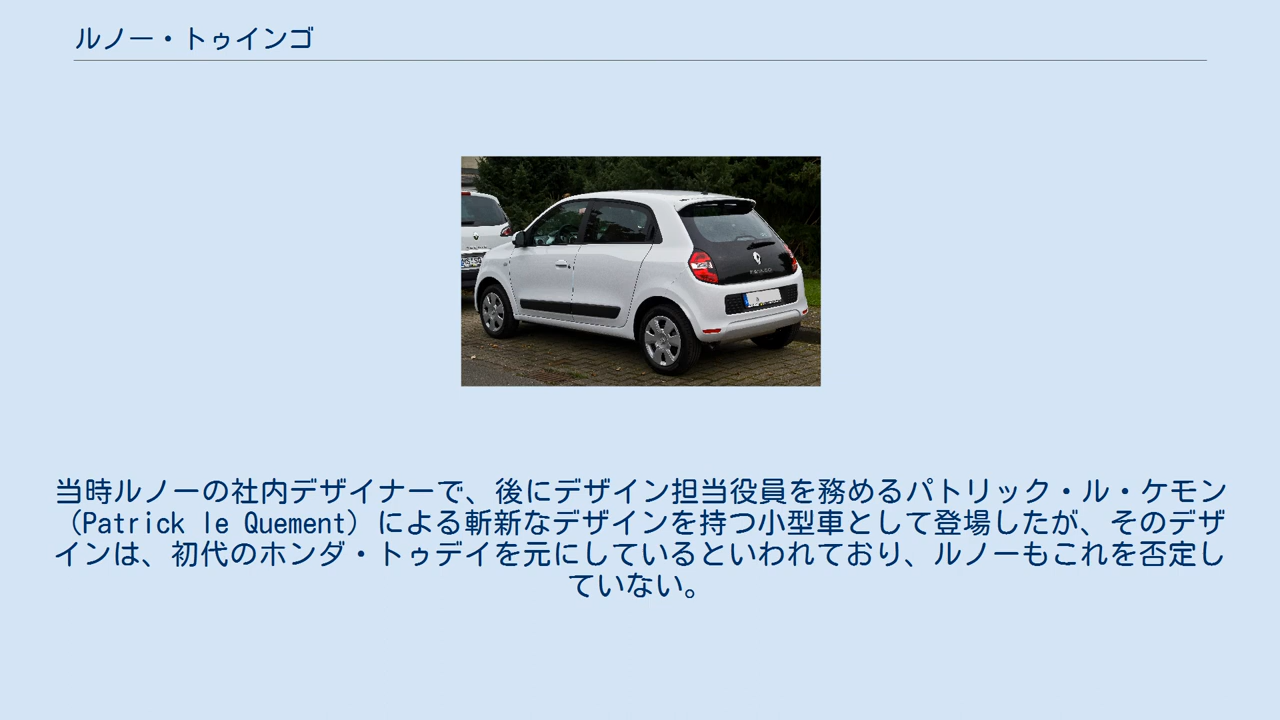 ルノー・トゥインゴ
当時ルノーの社内デザイナーで、後にデザイン担当役員を務めるパトリック・ル・ケモン
（Patrick le Quement）による斬新なデザインを持つ小型車として登場したが、そのデザ
インは、初代のホンダ・トゥデイを元にしているといわれており、ルノーもこれを否定し
ていない。